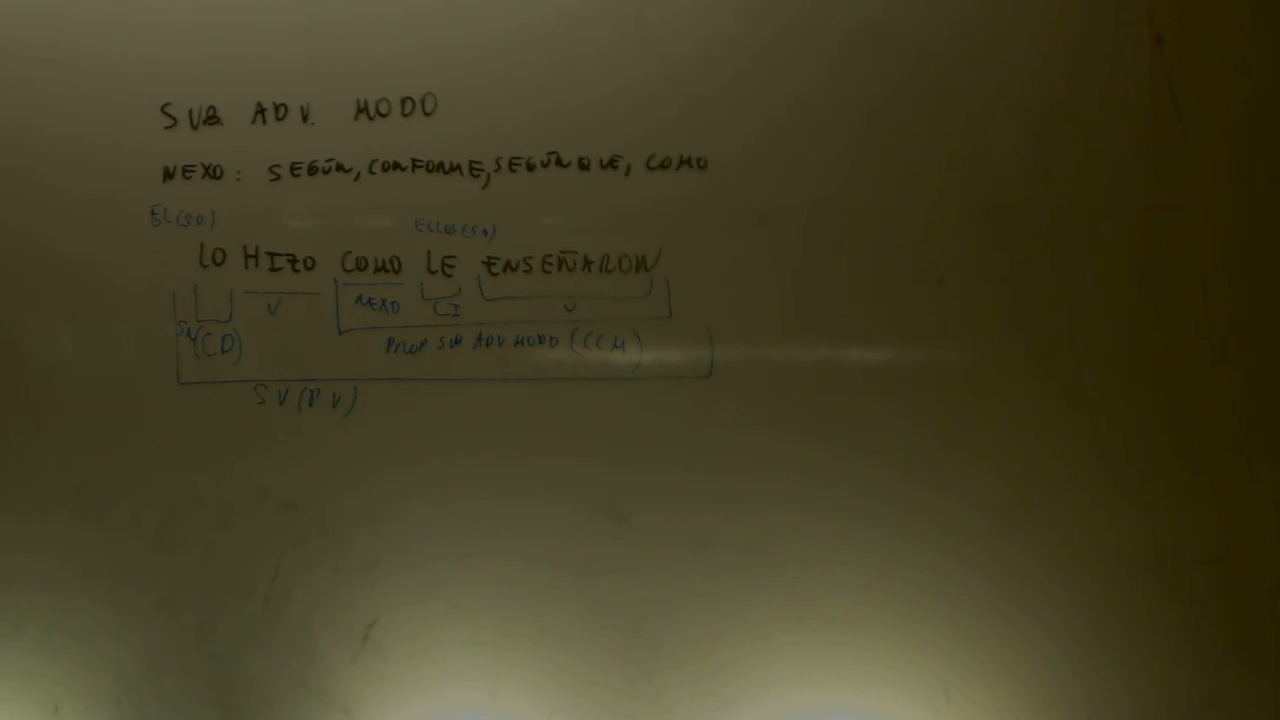 SUB ADV. MODO
NEXO: SEGÚN, CONFORME, SEGÚN QUE, COMO
EL(SO) ELLOS(SO)
LO HIZO COMO LE ENSEÑARON
V NEXO CI V
SN(CD) PROP SUB ADV MODO (CCM)
SV(P.V.)